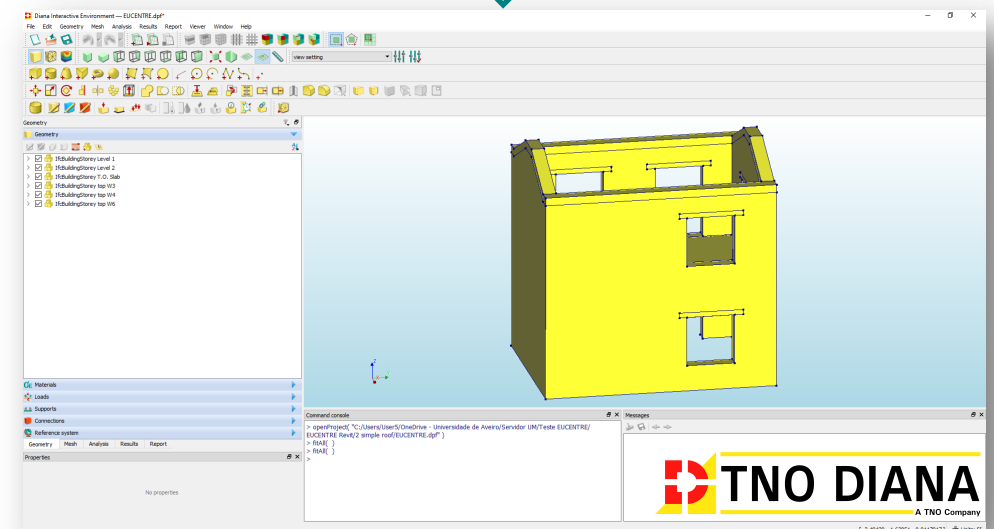 Diana Interactive Environment — EUCENTRE.dpf*
File Edit Geometry Mesh Analysis Results Report Viewer Window Help
view setting
Geometry
Geometry
IfcBuildingStorey Level 1
IfcBuildingStorey Level 2
IfcBuildingStorey T.O. Slab
IfcBuildingStorey top W3
IfcBuildingStorey top W4
IfcBuildingStorey top W6
Z
Materials
Loads
Supports
Connections
Reference system
Geometry Mesh Analysis Results Report
Properties
No properties
Command console
> openProject( "C:/Users/User5/OneDrive - Universidade de Aveiro/Servidor UM/Teste EUCENTRE/
EUCENTRE Revit/2 simple roof/EUCENTRE.dpf" )
> fitAll( )
> fitAll( )
>
Messages
TNO DIANA
A TNO Company